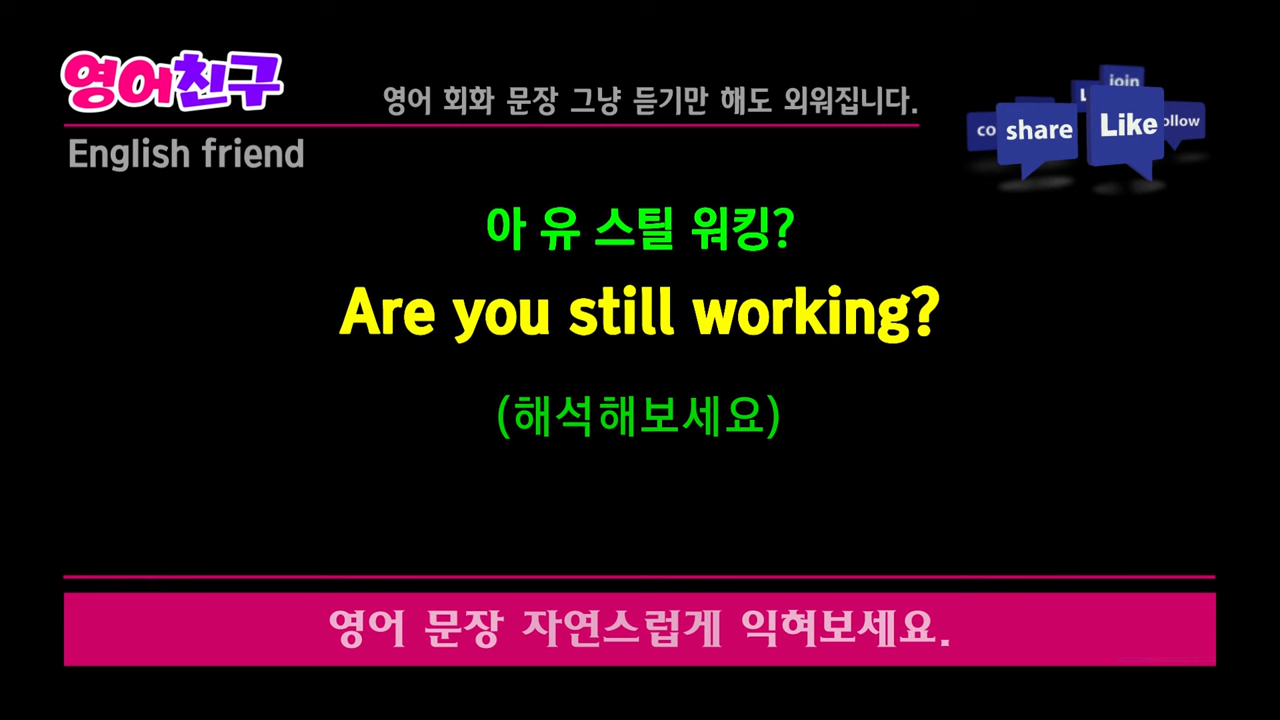 영어친구
영어 회화 문장 그냥 듣기만 해도 외워집니다.
English friend
join
share
Like
아 유 스틸 워킹?
Are you still working?
(해석해보세요)
영어 문장 자연스럽게 익혀보세요.